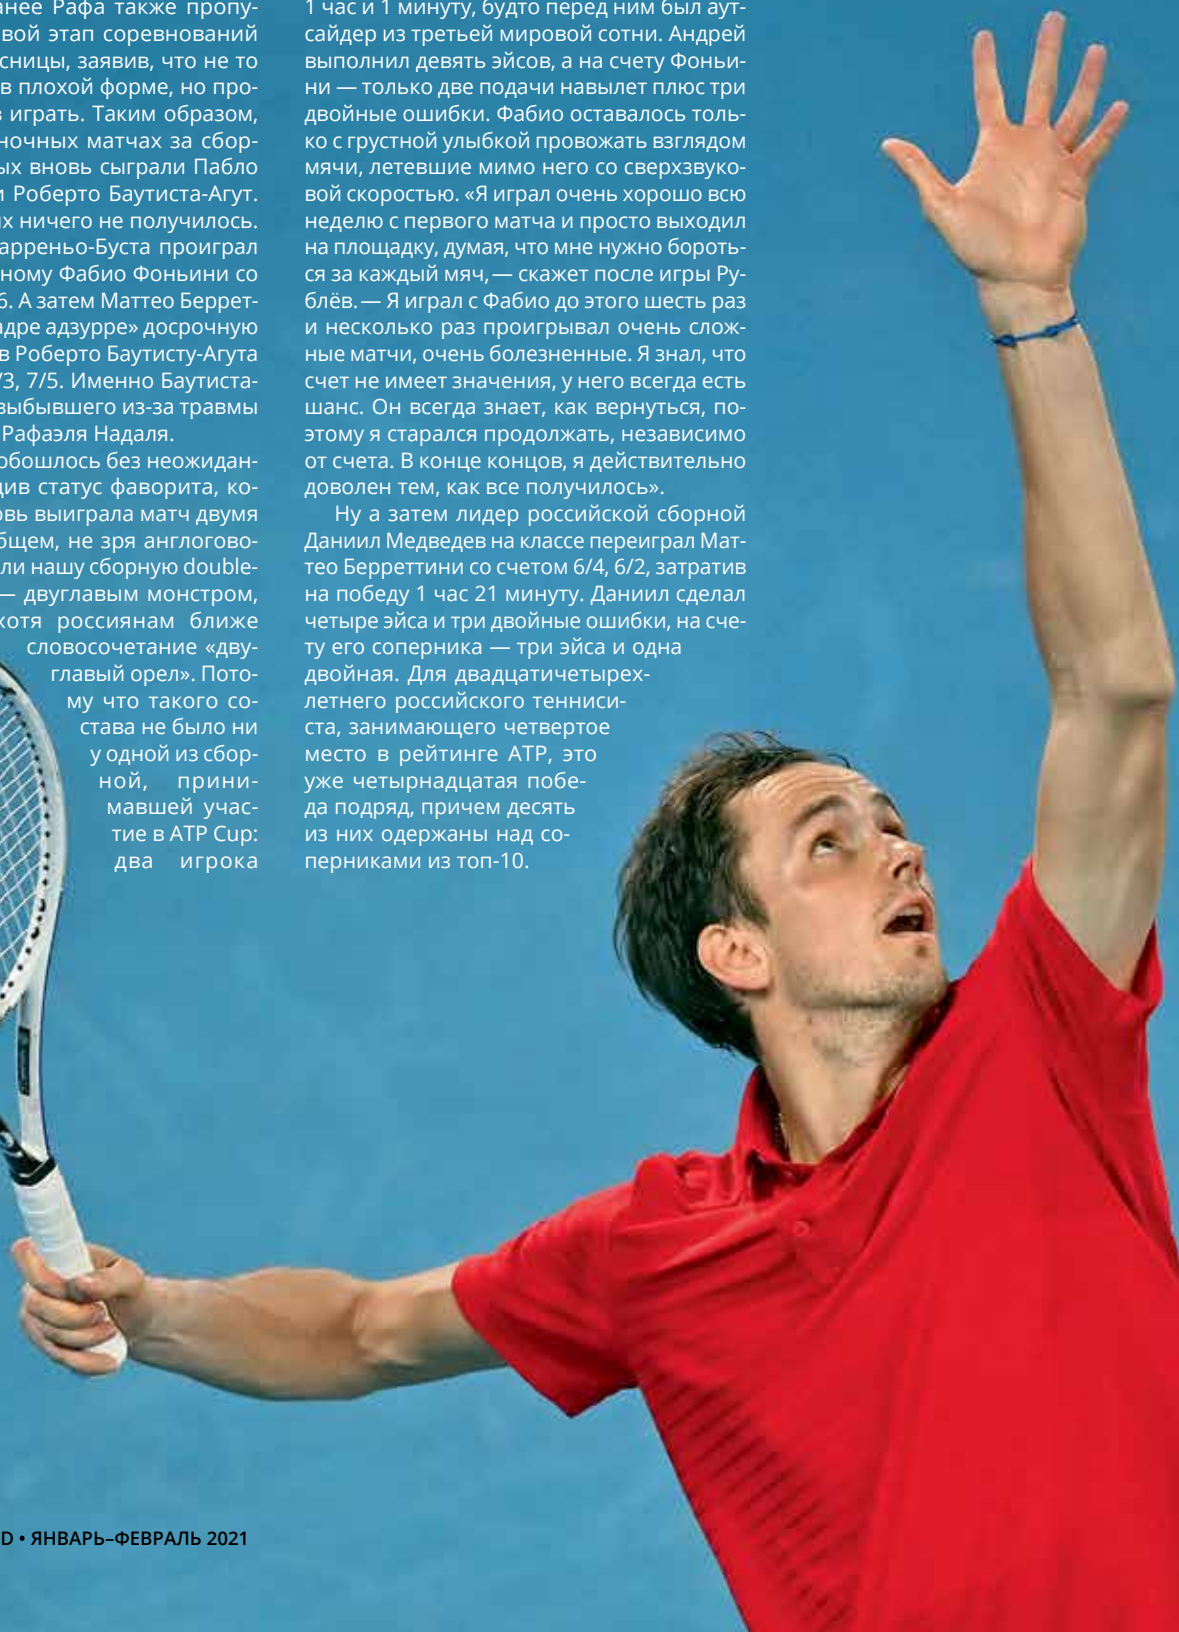 анее Рафа также пропу-
вой этап соревнований
сницы, заявив, что не то
в плохой форме, но про-
в играть. Таким образом,
ночных матчах за сбор-
ых вновь сыграли Пабло
и Роберто Баутиста-Агут.
их ничего не получилось.
арреньо-Буста проиграл
ному Фабио Фоньини со
6. А затем Маттео Беррет-
адре адзурре» досрочную
в Роберто Баутисту-Агута
/3, 7/5. Именно Баутиста-
выбывшего из-за травмы
Рафаэля Надаля.
обошлось без неожидан-
див статус фаворита, ко-
овь выиграла матч двумя
бщем, не зря англогово-
ли нашу сборную double-
— двуглавым монстром,
хотя россиянам ближе
словосочетание «дву-
главый орел». Пото-
му что такого со-
става не было ни
у одной из сбор-
ной, прини-
мавшей учас-
тие в ATP Cup:
два игрока
1 час и 1 минуту, будто перед ним был аут-
сайдер из третьей мировой сотни. Андрей
выполнил девять эйсов, а на счету Фоньи-
ни — только две подачи навылет плюс три
двойные ошибки. Фабио оставалось толь-
ко с грустной улыбкой провожать взглядом
мячи, летевшие мимо него со сверхзвуко-
вой скоростью. «Я играл очень хорошо всю
неделю с первого матча и просто выходил
на площадку, думая, что мне нужно бороть-
ся за каждый мяч, — скажет после игры Ру-
блёв. — Я играл с Фабио до этого шесть раз
и несколько раз проигрывал очень слож-
ные матчи, очень болезненные. Я знал, что
счет не имеет значения, у него всегда есть
шанс. Он всегда знает, как вернуться, по-
этому я старался продолжать, независимо
от счета. В конце концов, я действительно
доволен тем, как все получилось».
Ну а затем лидер российской сборной
Даниил Медведев на классе переиграл Мат-
тео Берреттини со счетом 6/4, 6/2, затратив
на победу 1 час 21 минуту. Даниил сделал
четыре эйса и три двойные ошибки, на сче-
ту его соперника — три эйса и одна
двойная. Для двадцатичетырех-
летнего российского тенниси-
ста, занимающего четвертое
место в рейтинге ATP, это
уже четырнадцатая побе-
да подряд, причем десять
из них одержаны над со-
перниками из топ-10.
D • ЯНВАРЬ–ФЕВРАЛЬ 2021